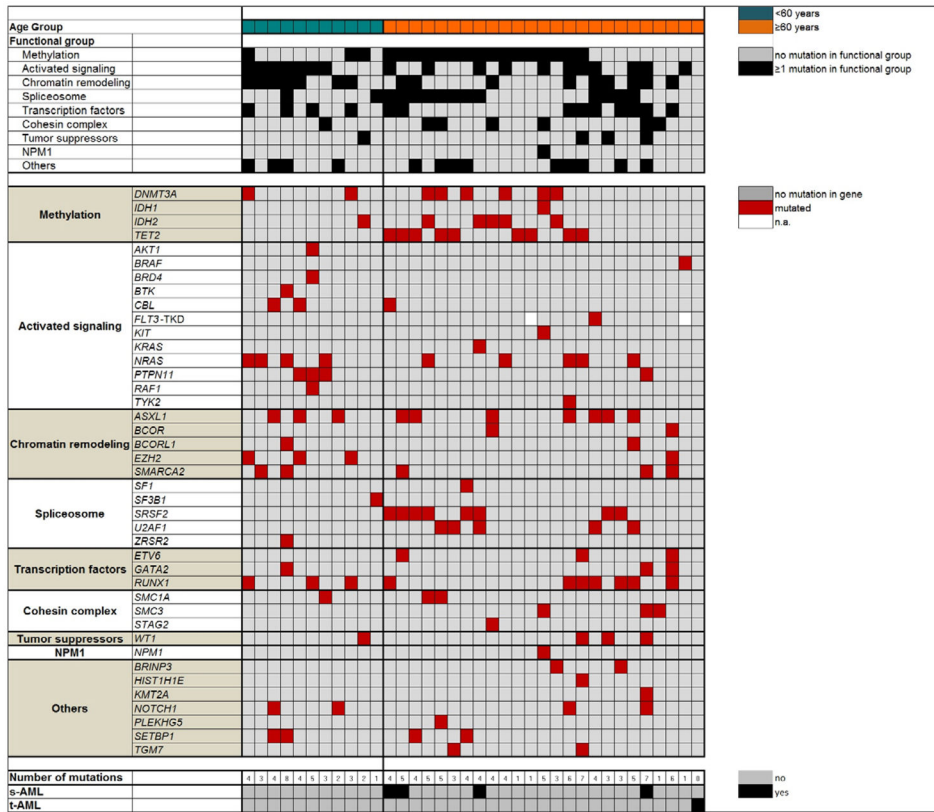 <60 years
Age Group ≥60 years
Functional group
Methylation no mutation in functional group
Activated signaling ≥1 mutation in functional group
Chromatin remodeling
Spliceosome
Transcription factors
Cohesin complex
Tumor suppressors
NPM1
Others
DNMT3A no mutation in gene
Methylation IDH1 mutated
IDH2 n.a.
TET2
AKT1
BRAF
BRD4
BTK
CBL
Activated signaling FLT3-TKD
KIT
KRAS
NRAS
PTPN11
RAF1
TYK2
ASXL1
BCOR
Chromatin remodeling BCORL1
EZH2
SMARCA2
SF1
SF3B1
Spliceosome SRSF2
U2AF1
ZRSR2
ETV6
Transcription factors GATA2
RUNX1
SMC1A
Cohesin complex SMC3
STAG2
Tumor suppressors WT1
NPM1 NPM1
BRINP3
HIST1H1E
KMT2A
Others NOTCH1
PLEKHG5
SETBP1
TGM7
Number of mutations 4 3 4 8 4 5 3 2 3 2 1 4 5 4 5 5 3 4 4 4 1 1 5 3 6 7 4 3 3 5 7 6 1 1 no
s-AML yes
t-AML